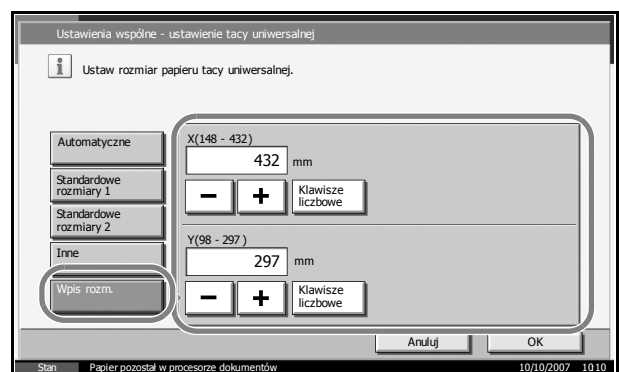 Ustawienia wspólne - ustawienie tacy uniwersalnej
i
Ustaw rozmiar papieru tacy uniwersalnej.
Automatyczne
Standardowe
rozmiary 1
Standardowe
rozmiary 2
Inne
Wpis rozm.
X(148 - 432)
432 mm
− + Klawisze
liczbowe
Y(98 - 297 )
297 mm
− + Klawisze
liczbowe
Anuluj OK
Stan Papier pozostał w procesorze dokumentów 10/10/2007 1010